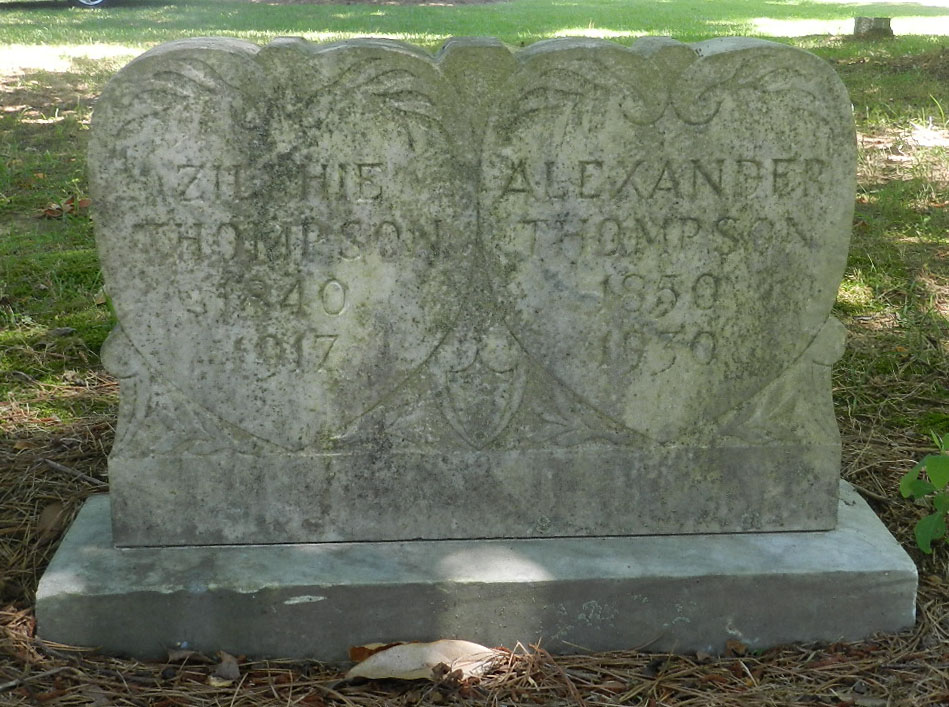 ZILPHIE
THOMPSON
1840
1917
ALEXANDER
THOMPSON
1850
1930